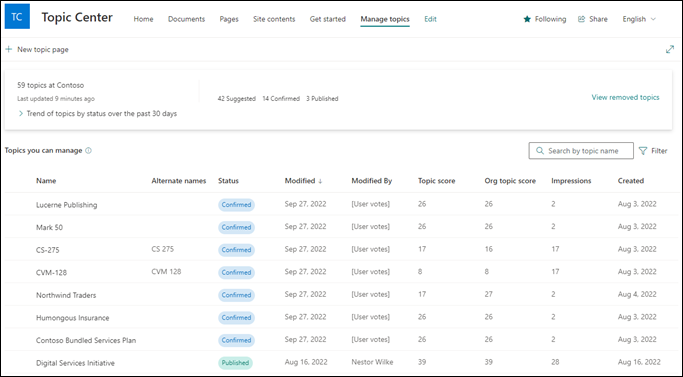 TC Topic Center Home Documents Pages Site contents Get started Manage topics Edit Following Share English
+ New topic page
59 topics at Contoso
Last updated 9 minutes ago
42 Suggested 14 Confirmed 3 Published
View removed topics
Trend of topics by status over the past 30 days
Topics you can manage
Search by topic name Filter
Name Alternate names Status Modified ↓ Modified By Topic score Org topic score Impressions Created
Lucerne Publishing Confirmed Sep 27, 2022 [User votes] 26 26 2 Aug 3, 2022
Mark 50 Confirmed Sep 27, 2022 [User votes] 26 26 2 Aug 3, 2022
CS-275 CS 275 Confirmed Sep 27, 2022 [User votes] 17 16 17 Aug 3, 2022
CVM-128 CVM 128 Confirmed Sep 27, 2022 [User votes] 8 8 17 Aug 3, 2022
Northwind Traders Confirmed Sep 27, 2022 [User votes] 17 27 2 Aug 4, 2022
Humongous Insurance Confirmed Sep 27, 2022 [User votes] 26 26 2 Aug 3, 2022
Contoso Bundled Services Plan Confirmed Sep 27, 2022 [User votes] 26 26 2 Aug 3, 2022
Digital Services Initiative Published Aug 16, 2022 Nestor Wilke 39 39 28 Aug 16, 2022